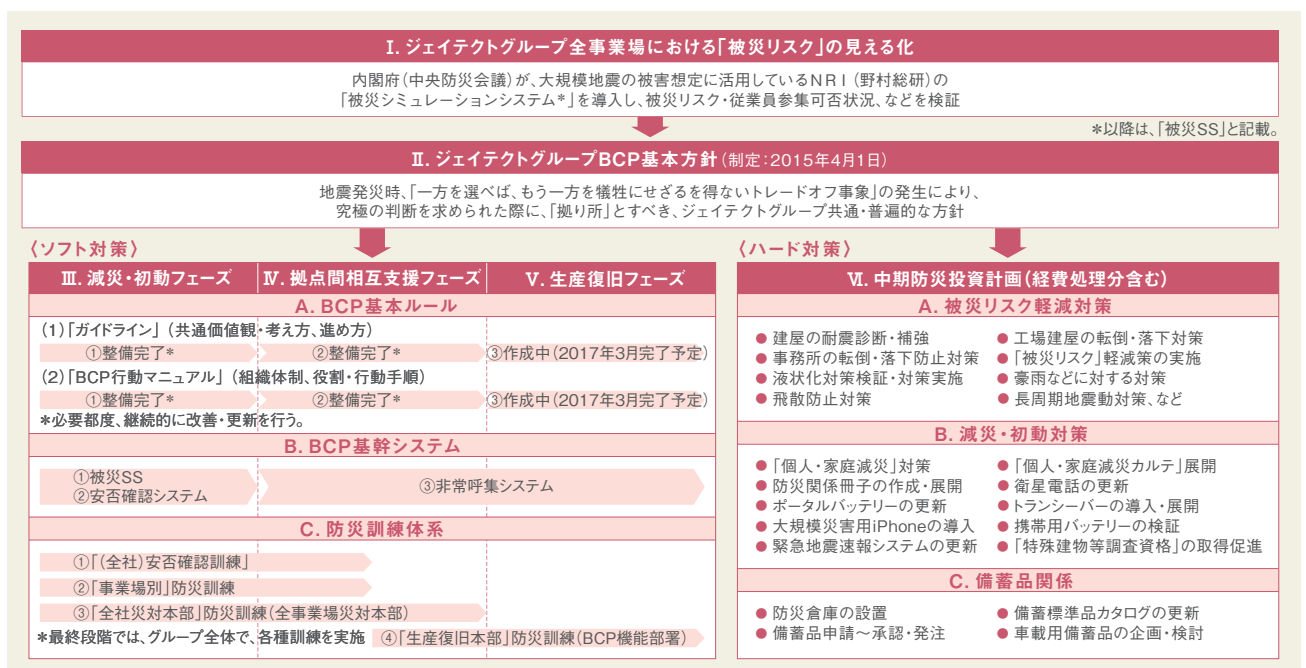 Ⅰ. ジェイテクトグループ全事業場における「被災リスク」の見える化
内閣府(中央防災会議)が、大規模地震の被害想定に活用しているNRI(野村総研)の
「被災シミュレーションシステム*」を導入し、被災リスク・従業員参集可否状況、などを検証
*以降は、「被災SS」と記載。
Ⅱ. ジェイテクトグループBCP基本方針(制定:2015年4月1日)
地震発災時、「一方を選べば、もう一方を犠牲にせざるを得ないトレードオフ事象」の発生により、
究極の判断を求められた際に、「拠り所」とすべき、ジェイテクトグループ共通・普遍的な方針
〈ソフト対策〉
Ⅲ. 減災・初動フェーズ
Ⅳ. 拠点間相互支援フェーズ
Ⅴ. 生産復旧フェーズ
A. BCP基本ルール
(1)「ガイドライン」(共通価値観・考え方、進め方)
①整備完了*
②整備完了*
③作成中(2017年3月完了予定)
(2)「BCP行動マニュアル」(組織体制、役割・行動手順)
①整備完了*
②整備完了*
③作成中(2017年3月完了予定)
*必要都度、継続的に改善・更新を行う。
B. BCP基幹システム
①被災SS
②安否確認システム
③非常呼集システム
C. 防災訓練体系
①「(全社)安否確認訓練」
②「事業場別」防災訓練
③「全社災対本部」防災訓練(全事業場災対本部)
*最終段階では、グループ全体で、各種訓練を実施
④「生産復旧本部」防災訓練(BCP機能部署)
〈ハード対策〉
Ⅵ. 中期防災投資計画(経費処理分含む)
A. 被災リスク軽減対策
● 建屋の耐震診断・補強
● 事務所の転倒・落下防止対策
● 液状化対策検証・対策実施
● 飛散防止対策
● 工場建屋の転倒・落下対策
● 「被災リスク」軽減策の実施
● 豪雨などに対する対策
● 長周期地震動対策、など
B. 減災・初動対策
● 「個人・家庭減災」対策
● 防災関係冊子の作成・展開
● ポータルバッテリーの更新
● 大規模災害用iPhoneの導入
● 緊急地震速報システムの更新
● 「個人・家庭減災カルテ」展開
● 衛星電話の更新
● トランシーバーの導入・展開
● 携帯用バッテリーの検証
● 「特殊建物等調査資格」の取得促進
C. 備蓄品関係
● 防災倉庫の設置
● 備蓄品申請～承認・発注
● 備蓄標準品カタログの更新
● 車載用備蓄品の企画・検討